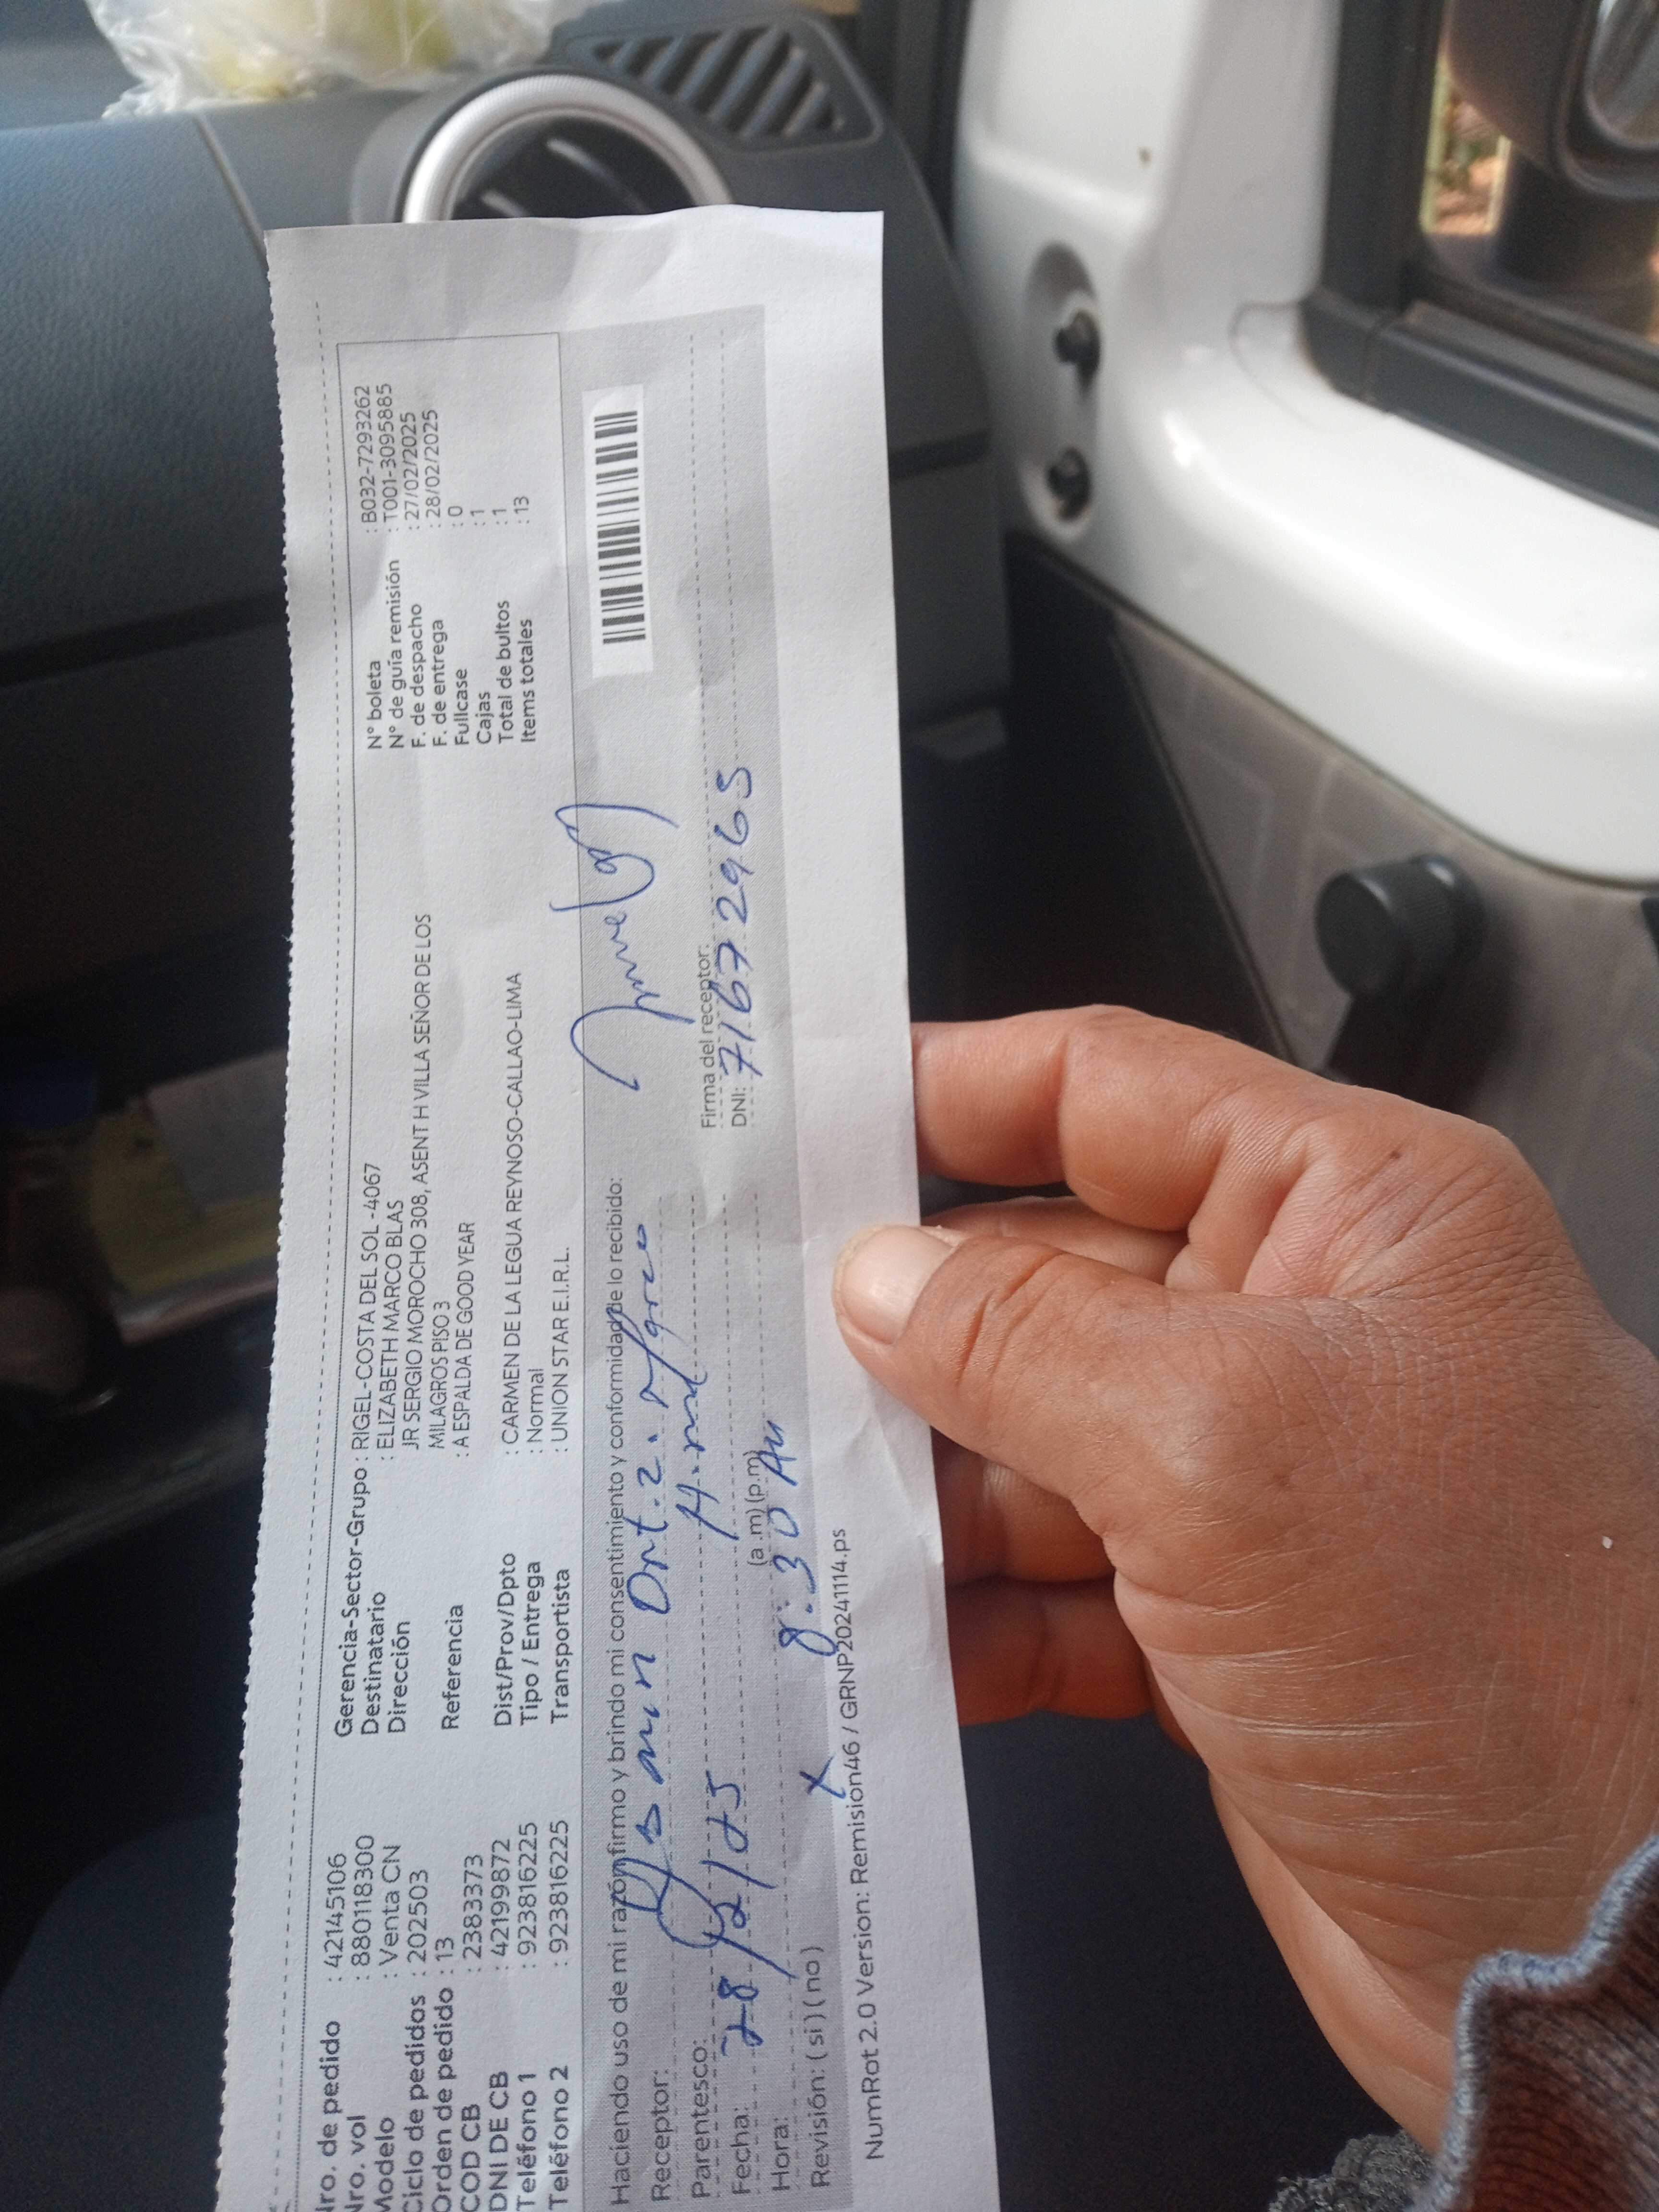 Nro. de pedido : 42145106
Nro. vol : 880118300
Modelo : Venta CN
Ciclo de pedidos : 202503
Orden de pedido : 13
COD CB : 2383373
DNI DE CB : 42199872
Teléfono 1 : 923816225
Teléfono 2 : 923816225
Gerencia-Sector-Grupo : RIGEL-COSTA DEL SOL -4067
Destinatario : ELIZABETH MARCO BLAS
Dirección JR SERGIO MOROCHO 308, ASENT H VILLA SEÑOR DE LOS
MILAGROS PISO 3
Referencia : A ESPALDA DE GOOD YEAR
Dist/Prov/Dpto : CARMEN DE LA LEGUA REYNOSO-CALLAO-LIMA
Tipo / Entrega : Normal
Transportista : UNION STAR E.I.R.L.
N° boleta : B032-7293262
N° de guía remisión : T001-3095885
F. de despacho : 27/02/2025
F. de entrega : 28/02/2025
Fullcase : 0
Cajas : 1
Total de bultos : 1
Items totales : 13
Haciendo uso de mi razón firmo y brindo mi consentimiento y conformidad de lo recibido:
Receptor:
Parentesco:
Fecha: 28/02/25
Hora: 8:30 AM (a.m) (p.m)
Revisión: ( si ) ( no ) x
Firma del receptor:
DNI: 71672965
NumRot 2.0 Version: Remisión46 / GRNP20241114.ps